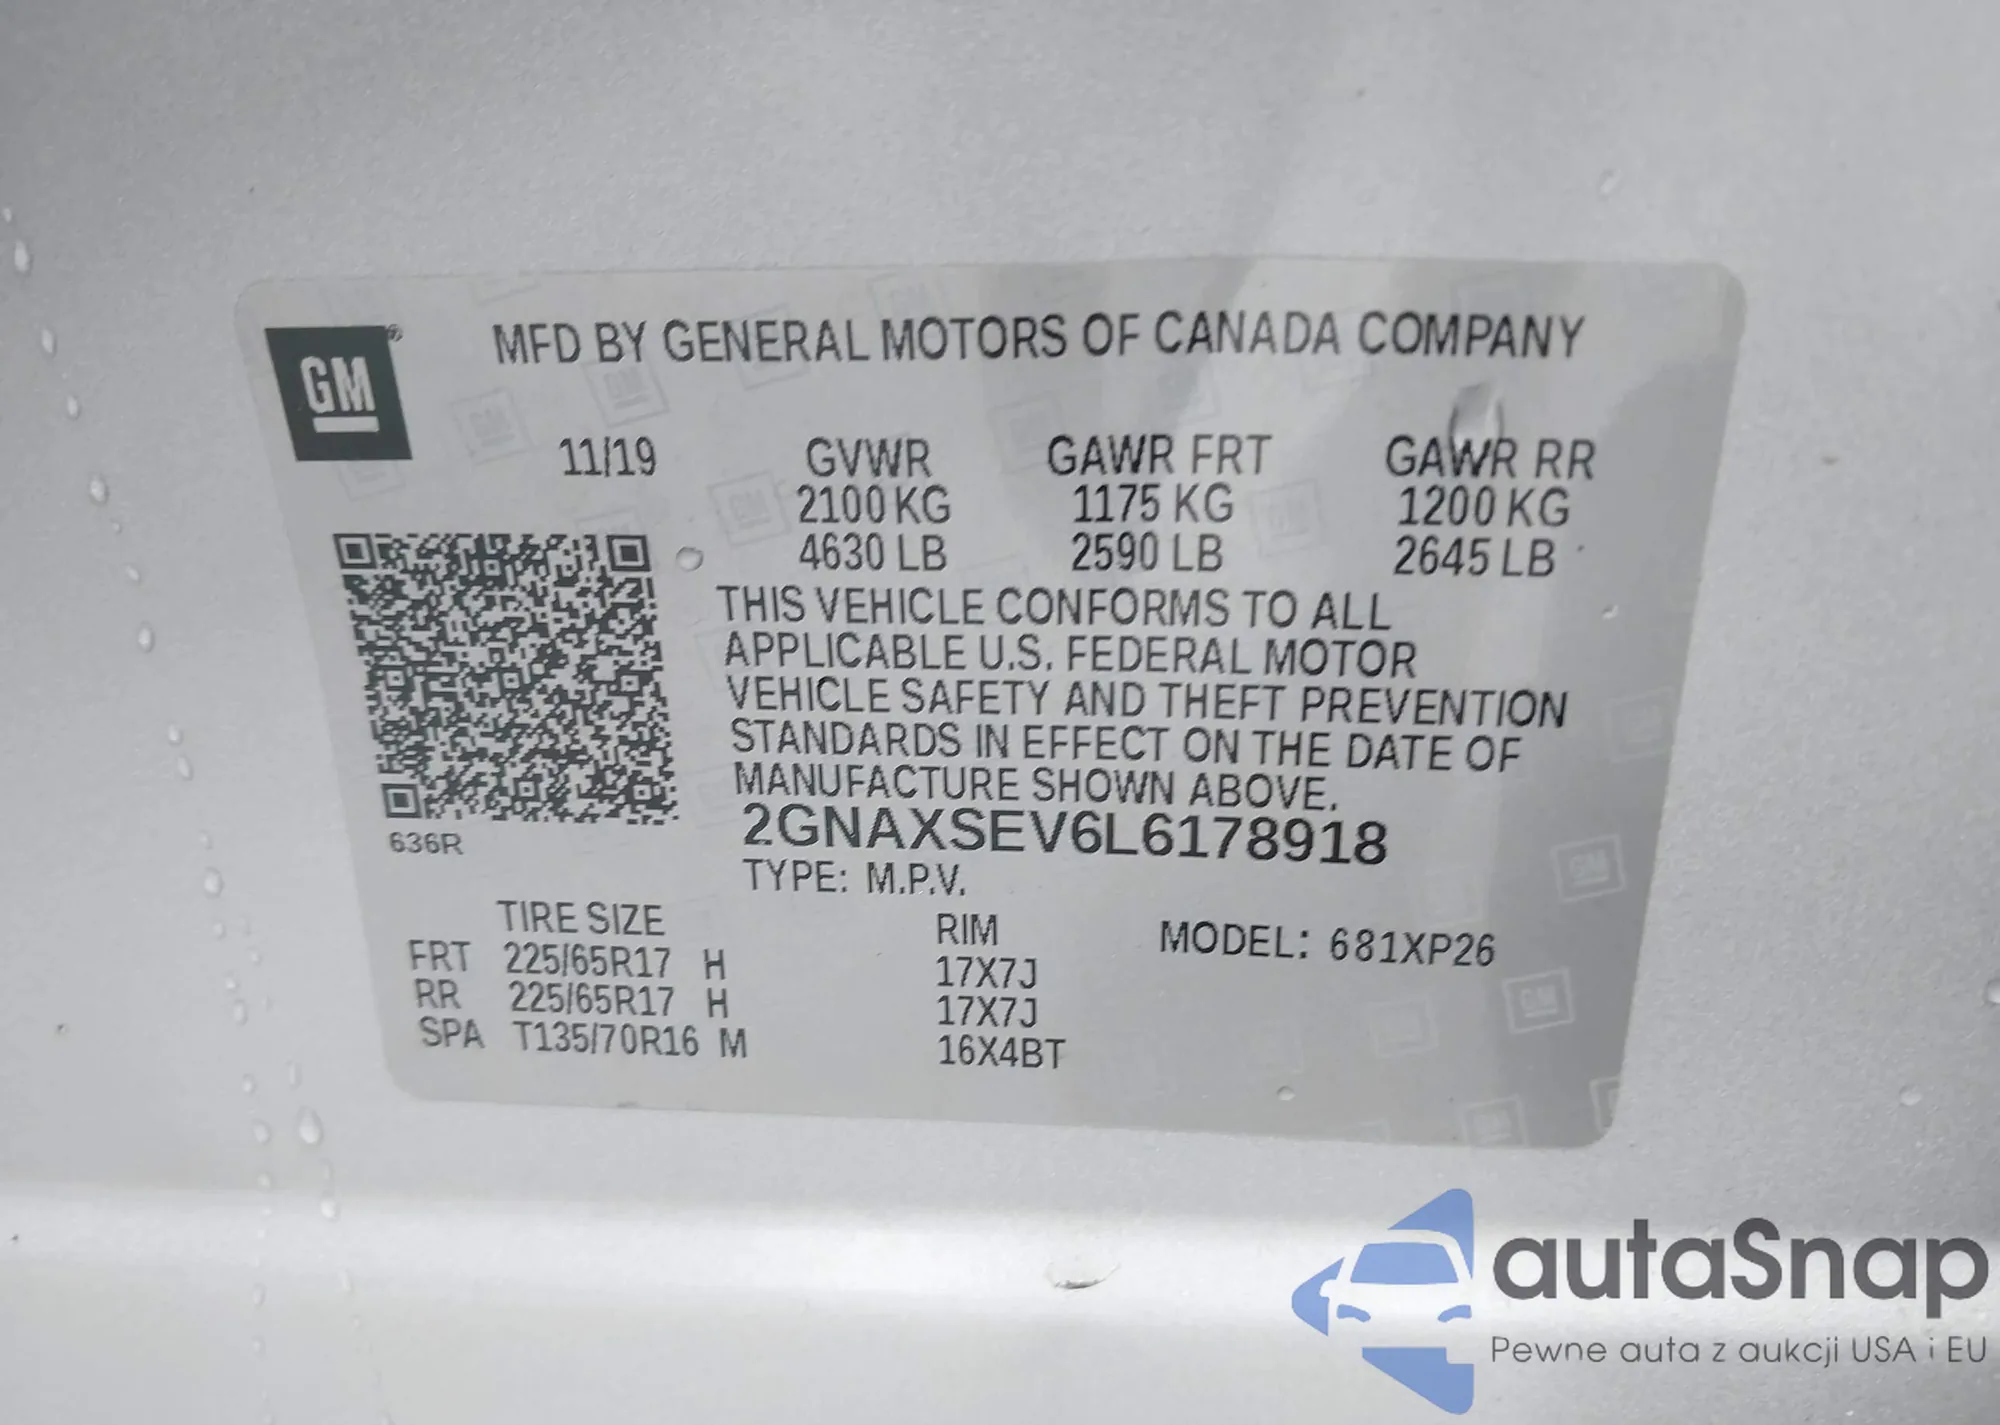 GM®
MFD BY GENERAL MOTORS OF CANADA COMPANY
11/19 GVWR GAWR FRT GAWR RR
2100 KG 1175 KG 1200 KG
4630 LB 2590 LB 2645 LB
THIS VEHICLE CONFORMS TO ALL
APPLICABLE U.S. FEDERAL MOTOR
VEHICLE SAFETY AND THEFT PREVENTION
STANDARDS IN EFFECT ON THE DATE OF
MANUFACTURE SHOWN ABOVE.
2GNAXSEV6L6178918
636R
TYPE: M.P.V.
TIRE SIZE RIM MODEL: 681XP26
FRT 225/65R17 H 17X7J
RR 225/65R17 H 17X7J
SPA T135/70R16 M 16X4BT
autaSnap
Pewne auta z aukcji USA i EU